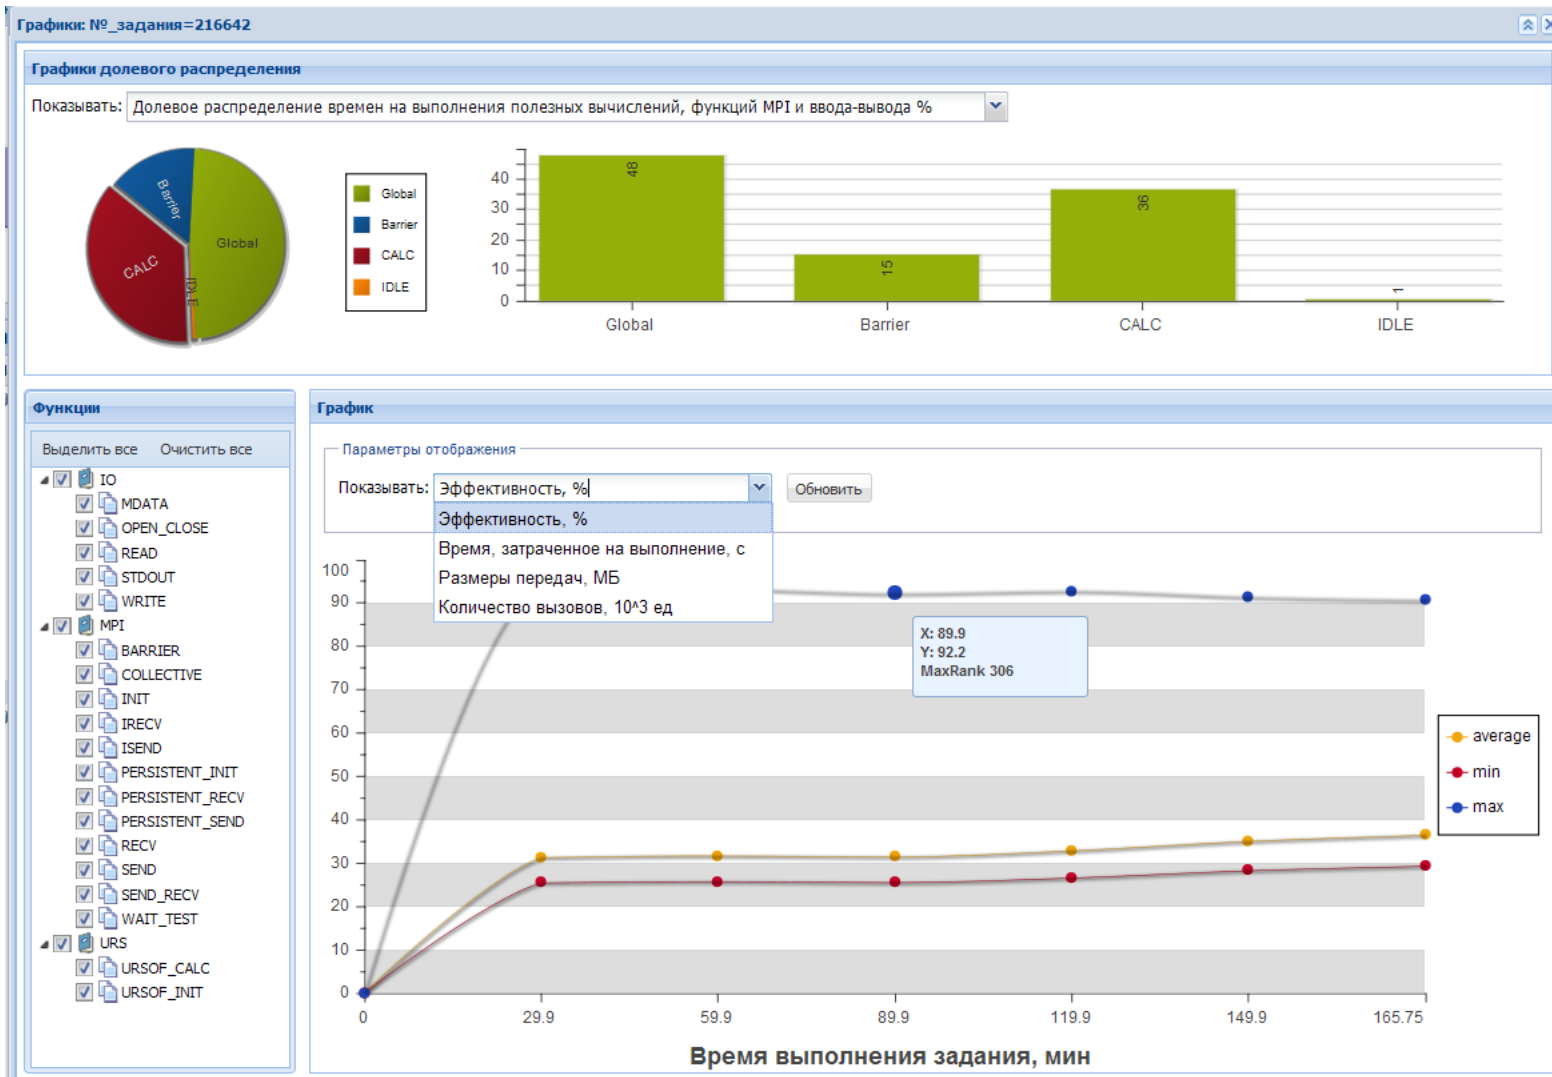 Графики: №_задания=216642
Графики долевого распределения
Показывать: Долевое распределение времен на выполнения полезных вычислений, функций MPI и ввода-вывода %
Global
Barrier
CALC
IDLE
Global
Barrier
CALC
IDLE
40
30
20
10
0
48
15
36
1
Global Barrier CALC IDLE
Функции
Выделить все Очистить все
IO
MDATA
OPEN_CLOSE
READ
STDOUT
WRITE
MPI
BARRIER
COLLECTIVE
INIT
IRECV
ISEND
PERSISTENT_INIT
PERSISTENT_RECV
PERSISTENT_SEND
RECV
SEND
SEND_RECV
WAIT_TEST
URS
URSOF_CALC
URSOF_INIT
График
Параметры отображения
Показывать: Эффективность, % Обновить
Эффективность, %
Время, затраченное на выполнение, с
Размеры передач, МБ
Количество вызовов, 10^3 ед
100
90
80
70
60
50
40
30
20
10
0
X: 89.9
Y: 92.2
MaxRank 306
average
min
max
0 29.9 59.9 89.9 119.9 149.9 165.75
Время выполнения задания, мин